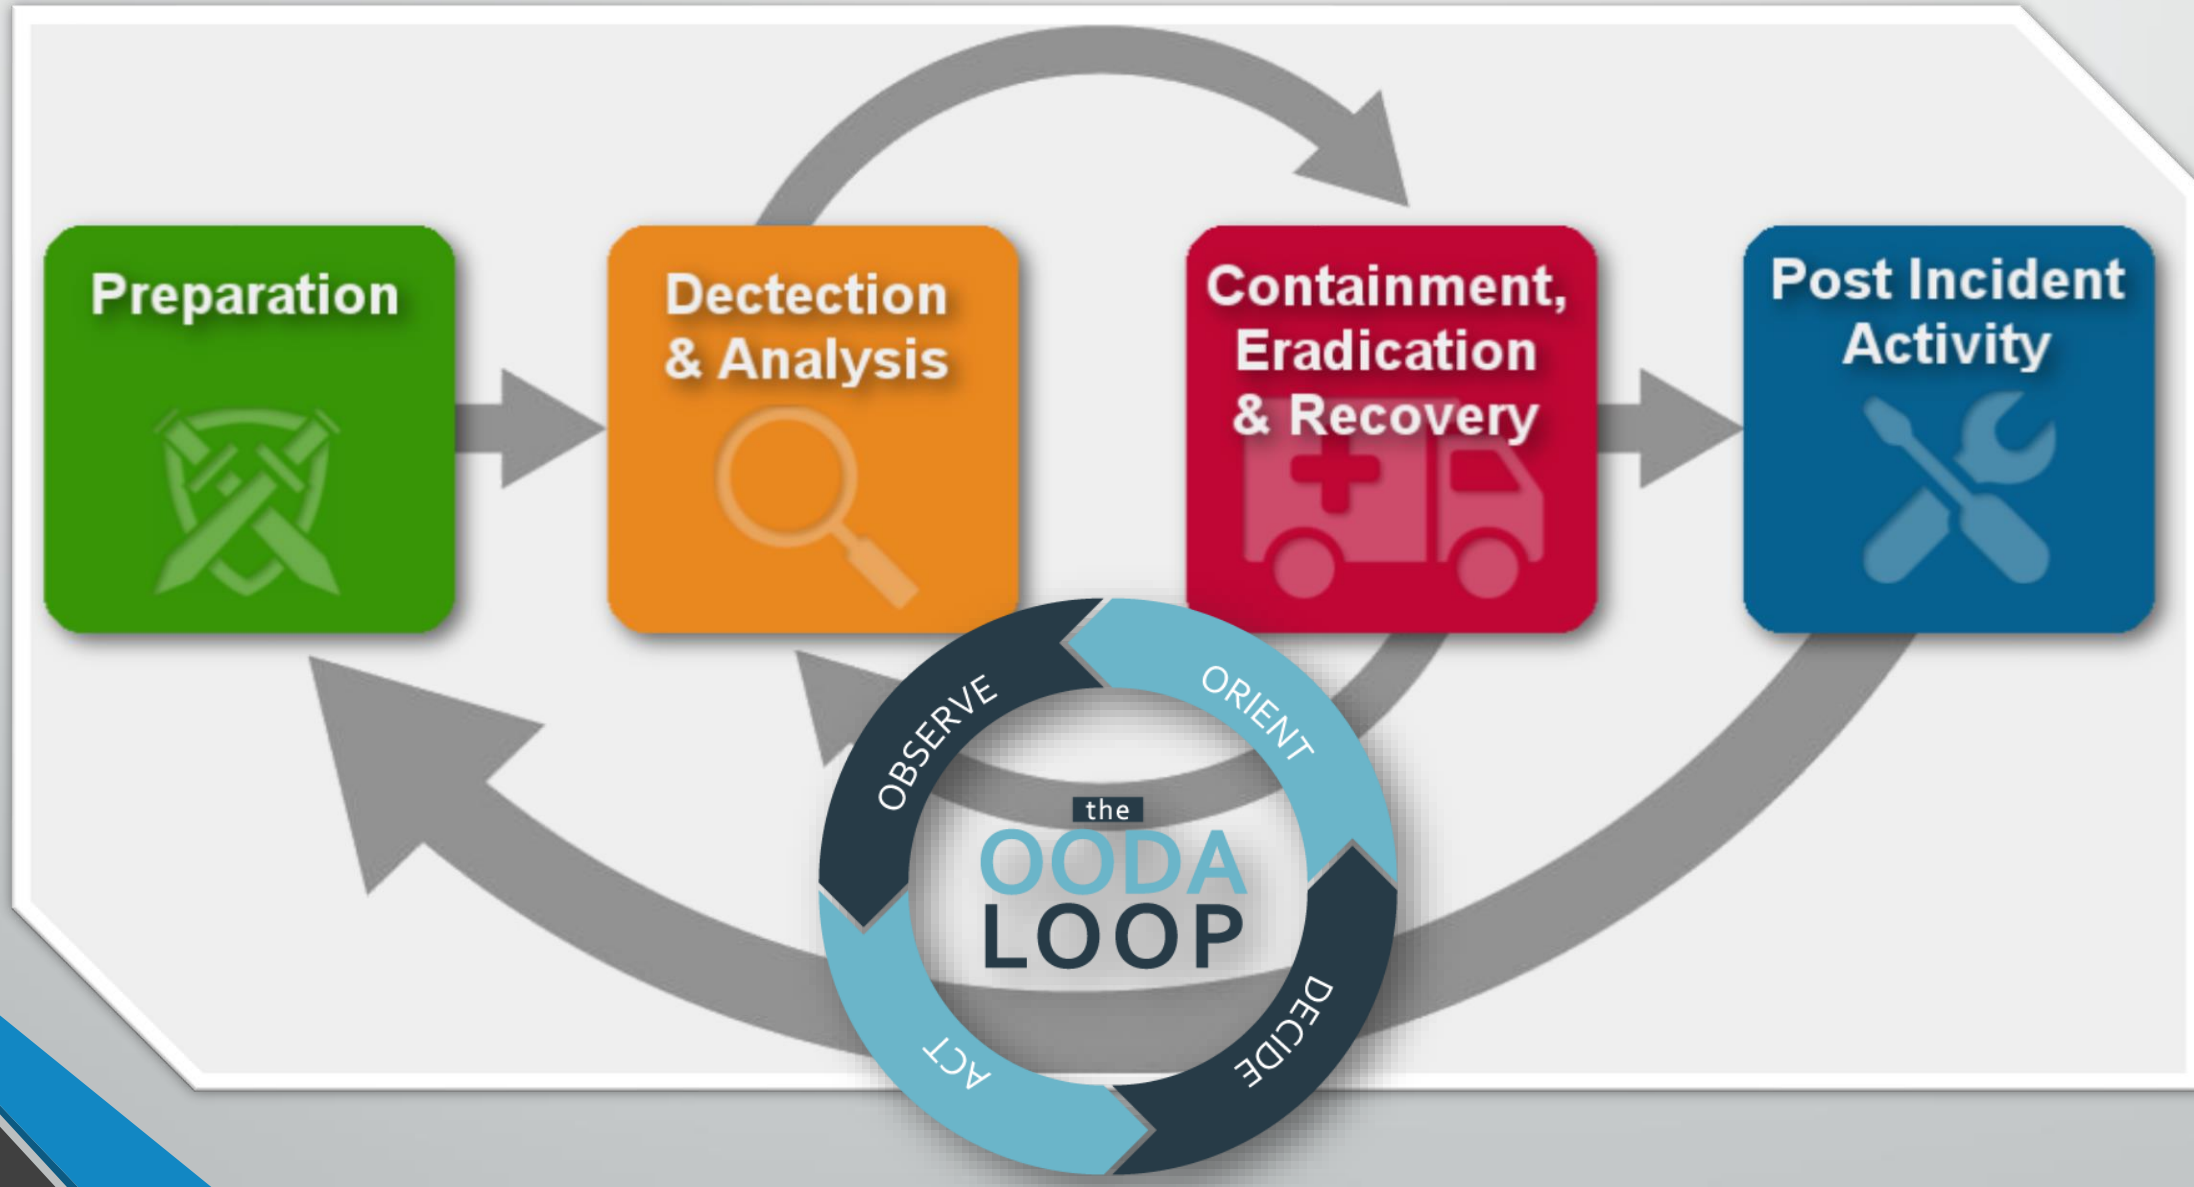 Preparation
Dectection
& Analysis
Containment,
Eradication
& Recovery
Post Incident
Activity
OBSERVE
ORIENT
the
OODA
LOOP
DECIDE
ACT